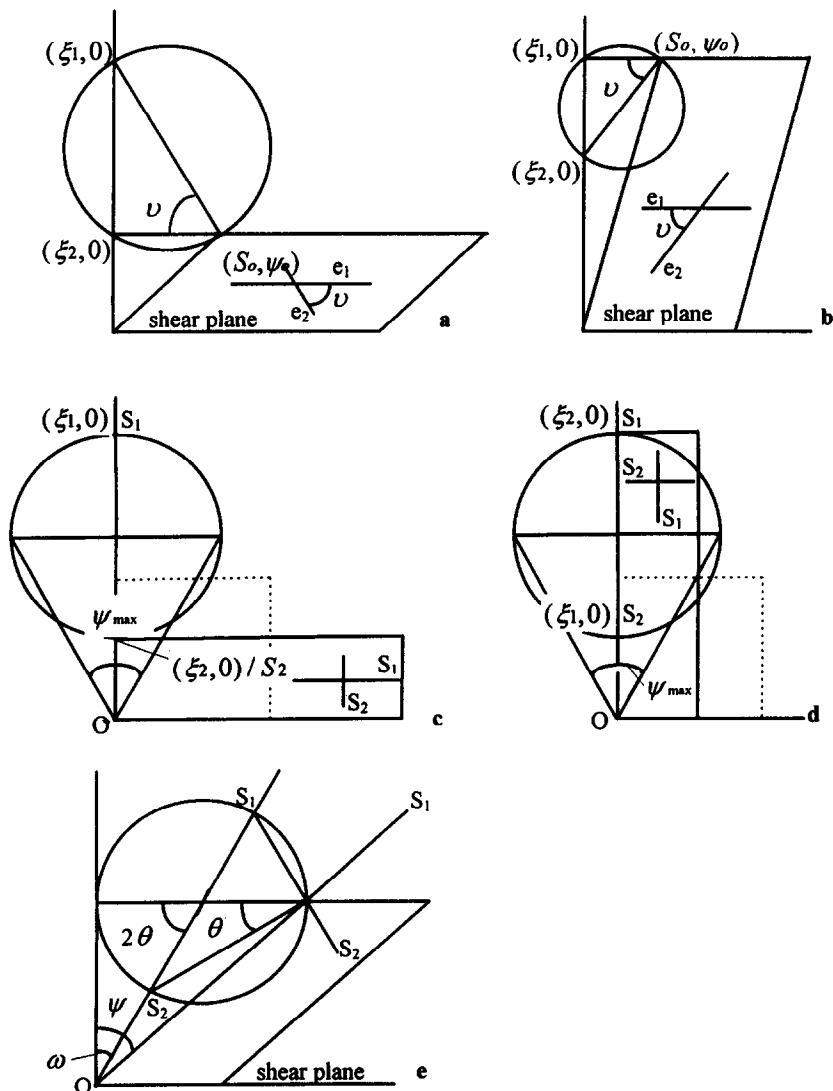 (ξ1,0)
υ
(ξ2,0)
(So,ψo)
e1
e2
υ
shear plane
a
(ξ1,0)
(So,ψo)
υ
(ξ2,0)
e1
υ
e2
shear plane
b
(ξ1,0) S1
ψmax
(ξ2,0)/S2
S1
S2
O
c
(ξ2,0) S1
S2
S1
(ξ1,0) S2
ψmax
O
d
S1
S1
2θ
θ
S2
S2
ψ
ω
O
shear plane
e